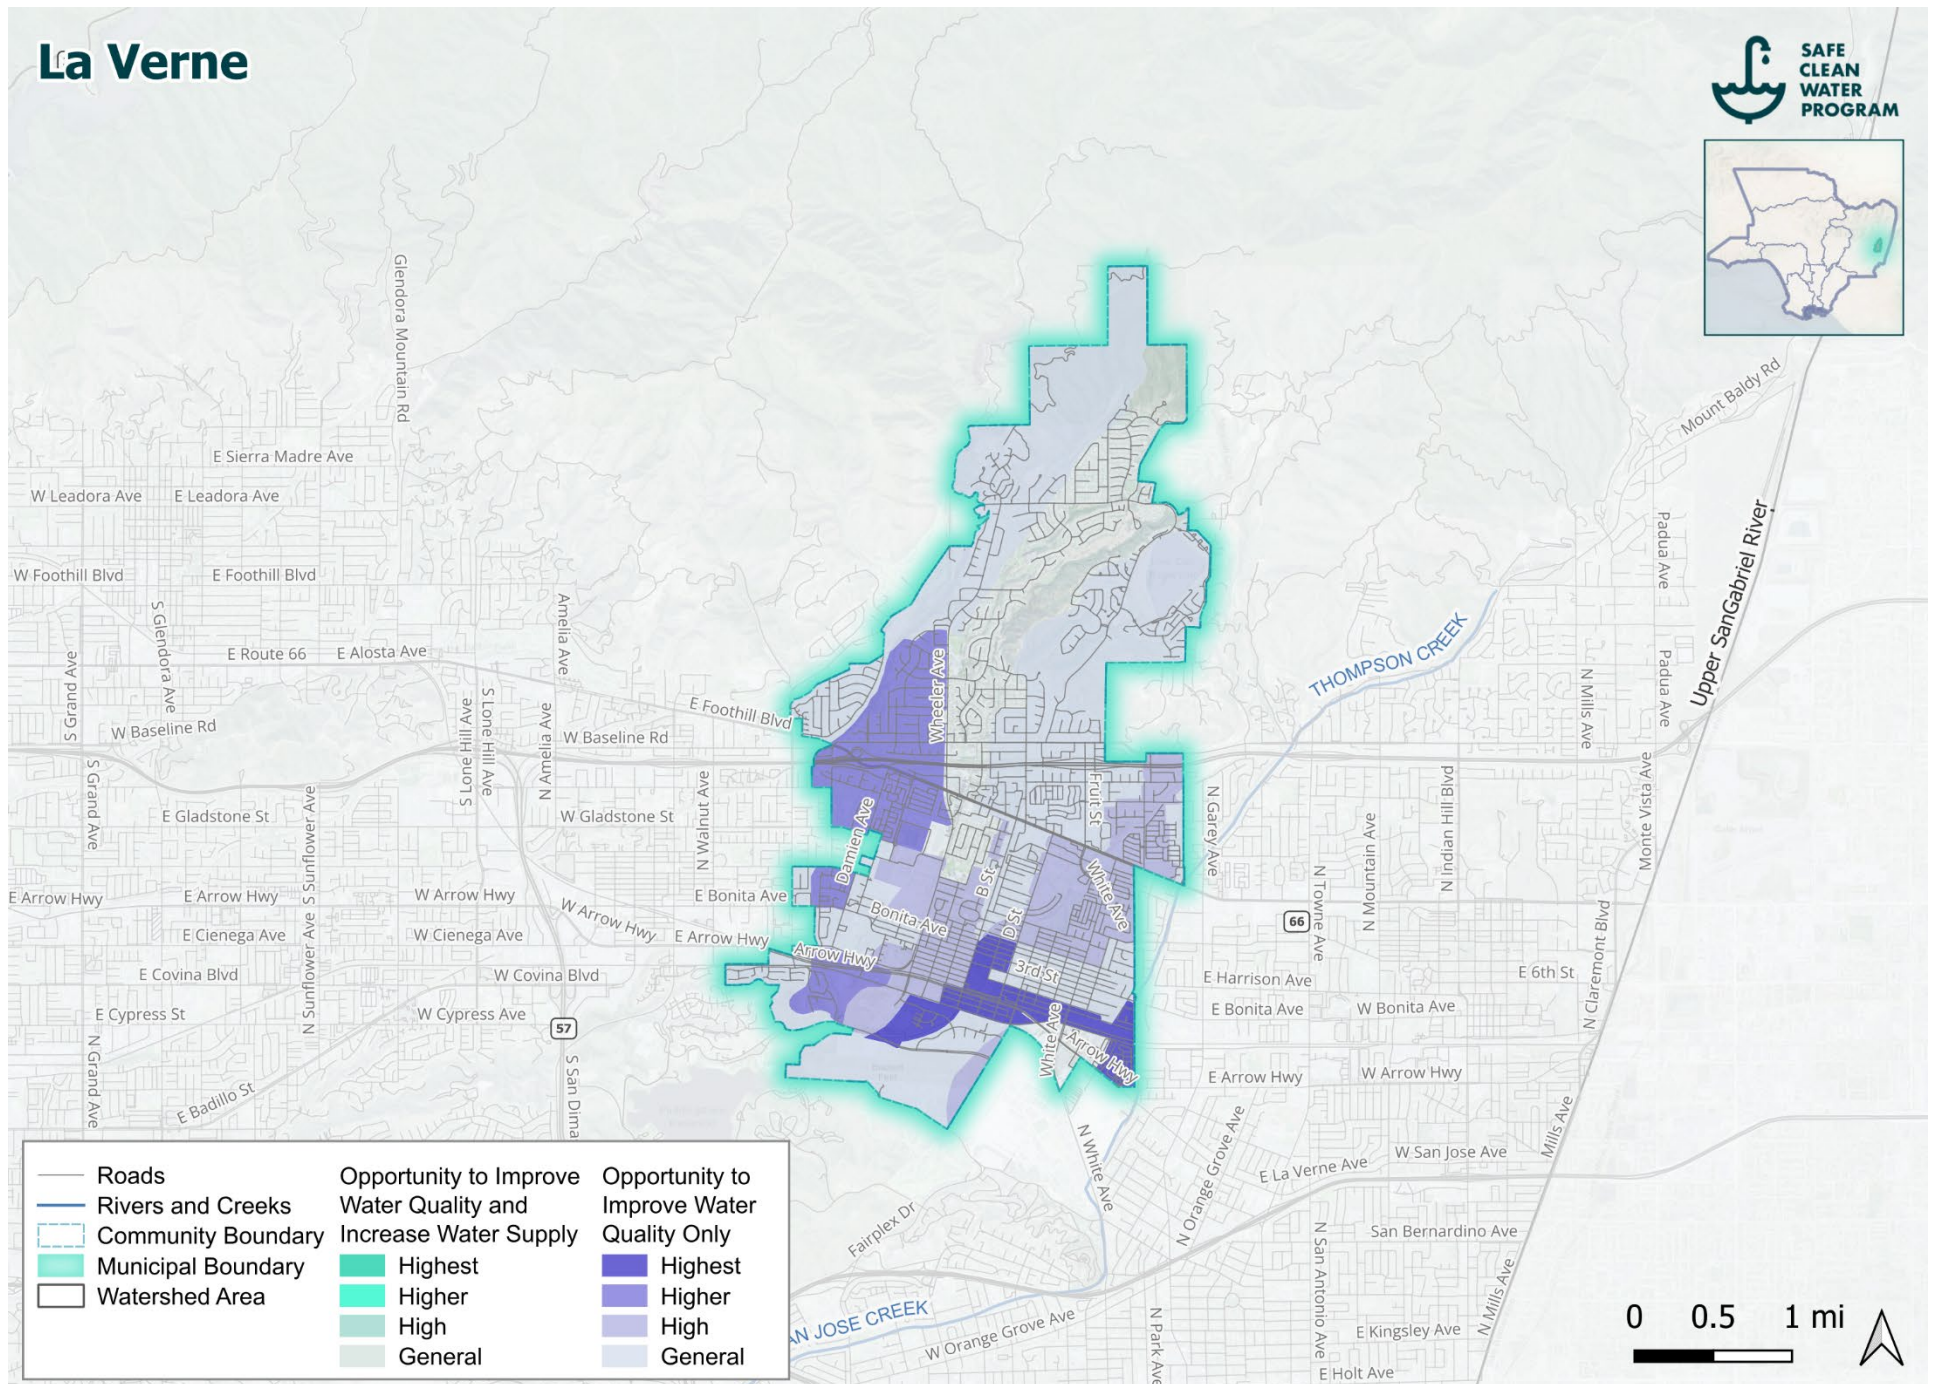 La Verne
SAFE
CLEAN
WATER
PROGRAM
Glendora Mountain Rd
Mount Baldy Rd
E Sierra Madre Ave
W Leadora Ave
E Leadora Ave
Padua Ave
Upper SanGabriel River
W Foothill Blvd
E Foothill Blvd
S Glendora Ave
Amelia Ave
THOMPSON CREEK
E Route 66
E Alosta Ave
S Grand Ave
Wheeler Ave
Padua Ave
N Mills Ave
E Foothill Blvd
W Baseline Rd
S Lone Hill Ave
S Lone Hill Ave
N Amelia Ave
W Baseline Rd
S Grand Ave
N Sunflower Ave S Sunflower Ave
E Gladstone St
W Gladstone St
N Walnut Ave
Damien Ave
Fruit St
N Garey Ave
N Mountain Ave
Indian Hill Blvd
Monte Vista Ave
E Arrow Hwy
E Arrow Hwy
W Arrow Hwy
W Arrow Hwy
E Bonita Ave
B St
White Ave
N Towne Ave
66
N Claremont Blvd
E Cienega Ave
W Cienega Ave
E Arrow Hwy
Bonita Ave
D St
Arrow Hwy
3rd St
E Covina Blvd
W Covina Blvd
E Harrison Ave
E 6th St
E Cypress St
W Cypress Ave
57
E Bonita Ave
W Bonita Ave
N Grand Ave
S San Dima
White Ave
Arrow Hwy
E Arrow Hwy
W Arrow Hwy
E Badillo St
N White Ave
N Orange Grove Ave
E La Verne Ave
W San Jose Ave
Mills Ave
Fairplex Dr
San Bernardino Ave
N San Antonio Ave
N Mills Ave
AN JOSE CREEK
W Orange Grove Ave
N Park Ave
E Kingsley Ave
E Holt Ave
Roads
Rivers and Creeks
Community Boundary
Municipal Boundary
Watershed Area
Opportunity to Improve
Water Quality and
Increase Water Supply
Highest
Higher
High
General
Opportunity to
Improve Water
Quality Only
Highest
Higher
High
General
0 0.5 1 mi